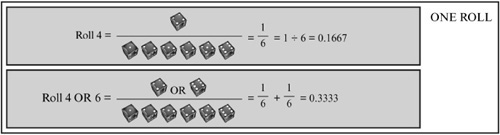 ONE ROLL
Roll 4 = = 1/6 = 1 ÷ 6 = 0.1667
Roll 4 OR 6 = OR = 1/6 + 1/6 = 0.3333